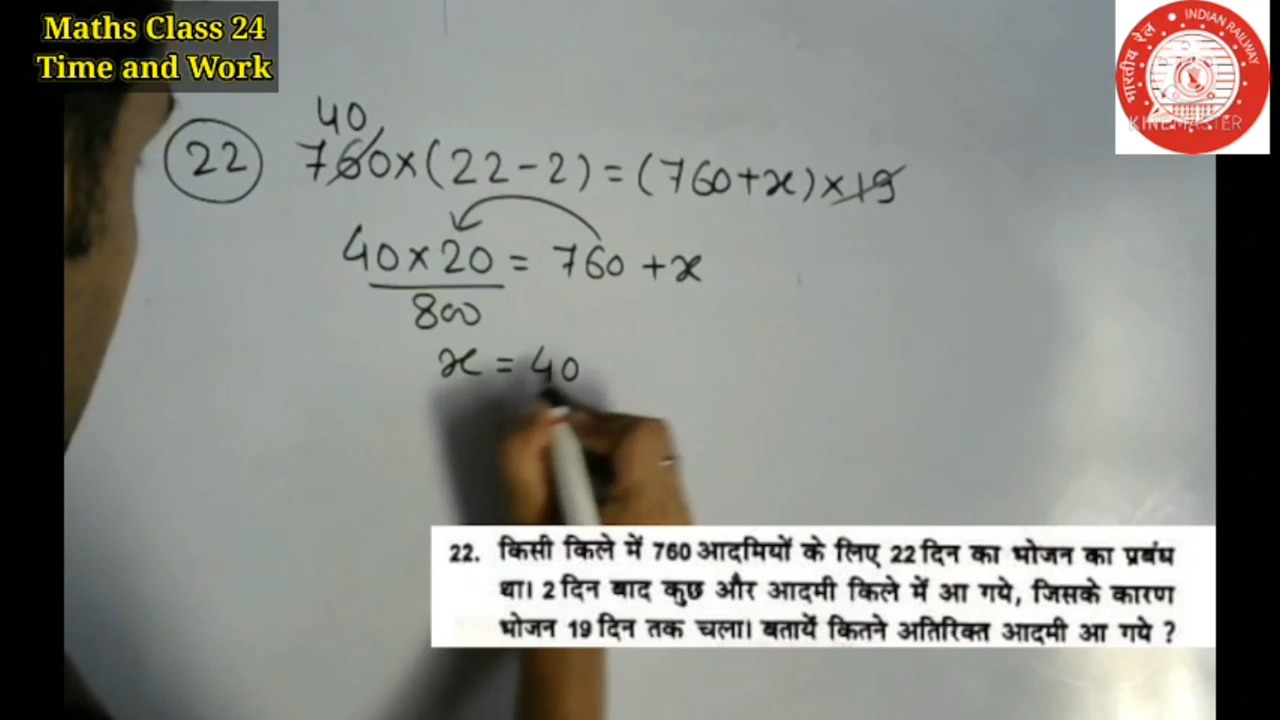 Maths Class 24
Time and Work
भारतीय रेल
INDIAN RAILWAY
KINEMASTER
40
22 760×(22-2)=(760+x)×19
40×20=760+x
800
x=40
22. किसी किले में 760 आदमियों के लिए 22 दिन का भोजन का प्रबंध
था। 2 दिन बाद कुछ और आदमी किले में आ गये, जिसके कारण
भोजन 19 दिन तक चला। बतायें कितने अतिरिक्त आदमी आ गये ?